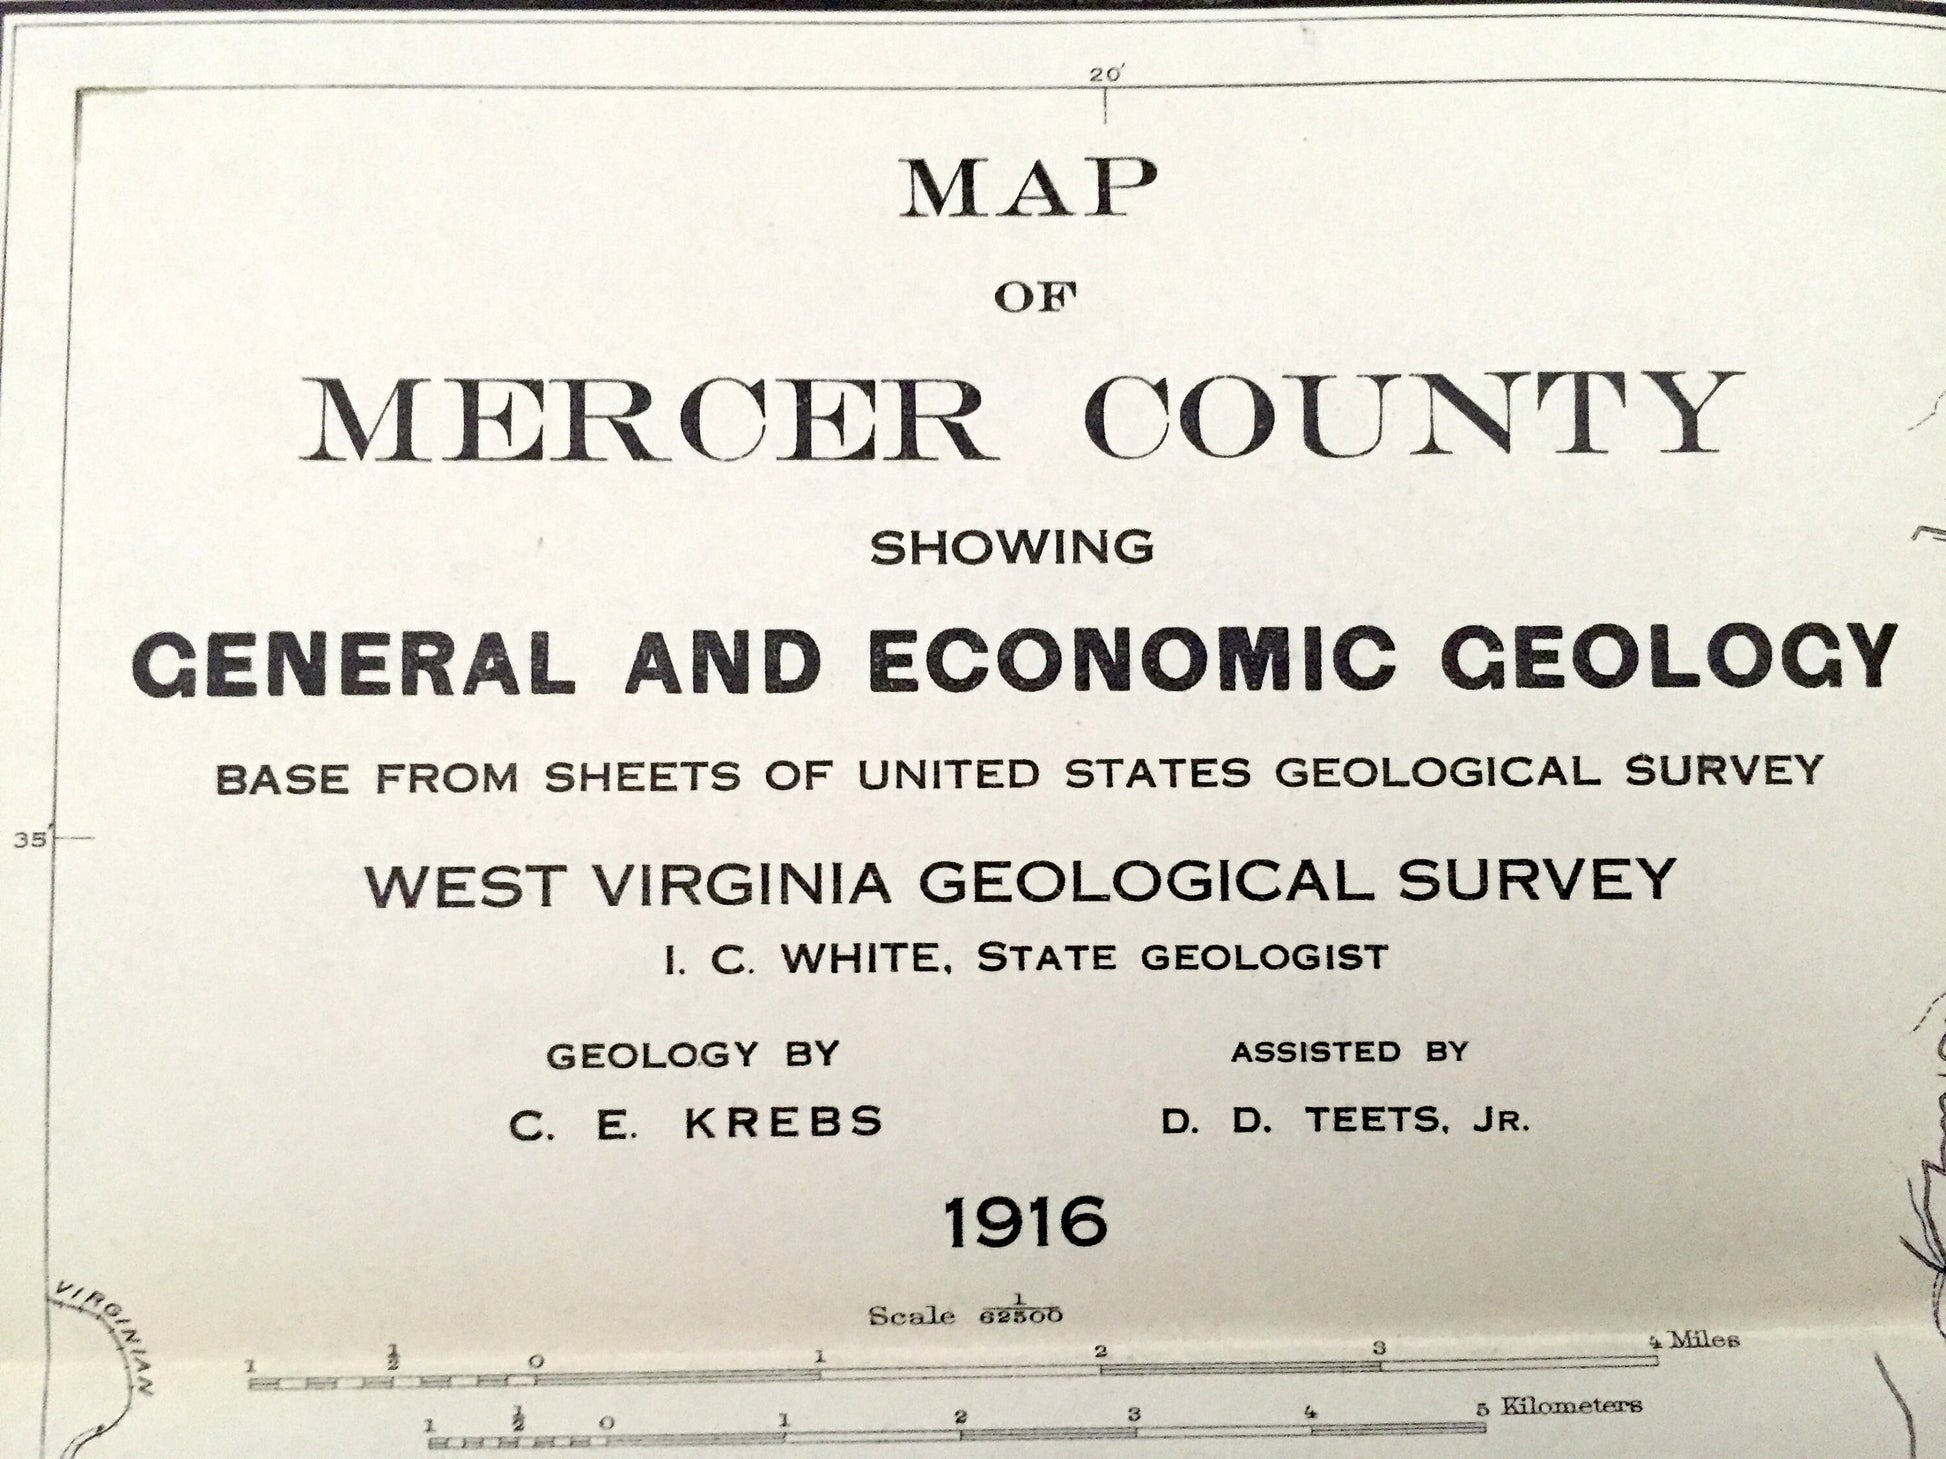 20'
MAP
OF
MERCER COUNTY
SHOWING
GENERAL AND ECONOMIC GEOLOGY
BASE FROM SHEETS OF UNITED STATES GEOLOGICAL SURVEY
35'
WEST VIRGINIA GEOLOGICAL SURVEY
I. C. WHITE, STATE GEOLOGIST
GEOLOGY BY ASSISTED BY
C. E. KREBS D. D. TEETS, JR.
1916
VIRGINIAN
Scale 1/62500
1 1/2 0 1 2 3 4 Miles
1 1/2 0 1 2 3 4 5 Kilometers